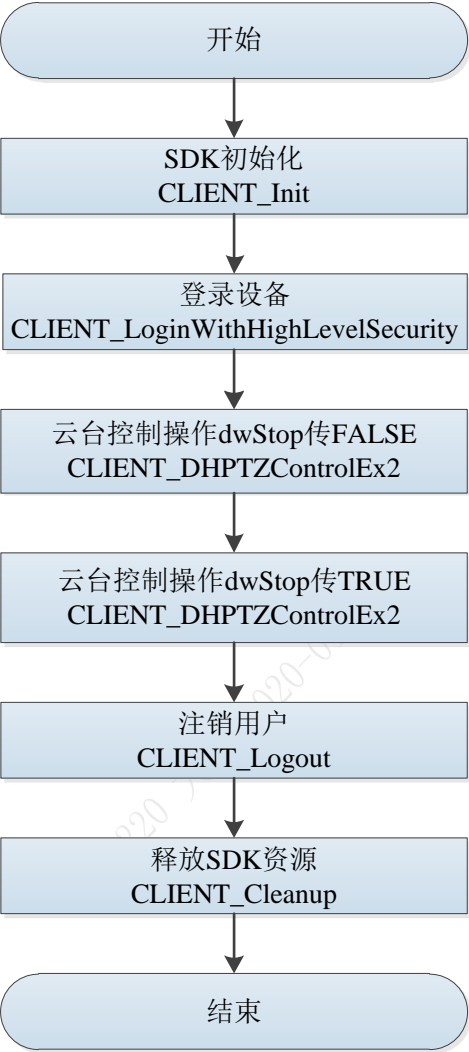 开始
SDK初始化
CLIENT_Init
登录设备
CLIENT_LoginWithHighLevelSecurity
云台控制操作dwStop传FALSE
CLIENT_DHPTZControlEx2
云台控制操作dwStop传TRUE
CLIENT_DHPTZControlEx2
注销用户
CLIENT_Logout
释放SDK资源
CLIENT_Cleanup
结束